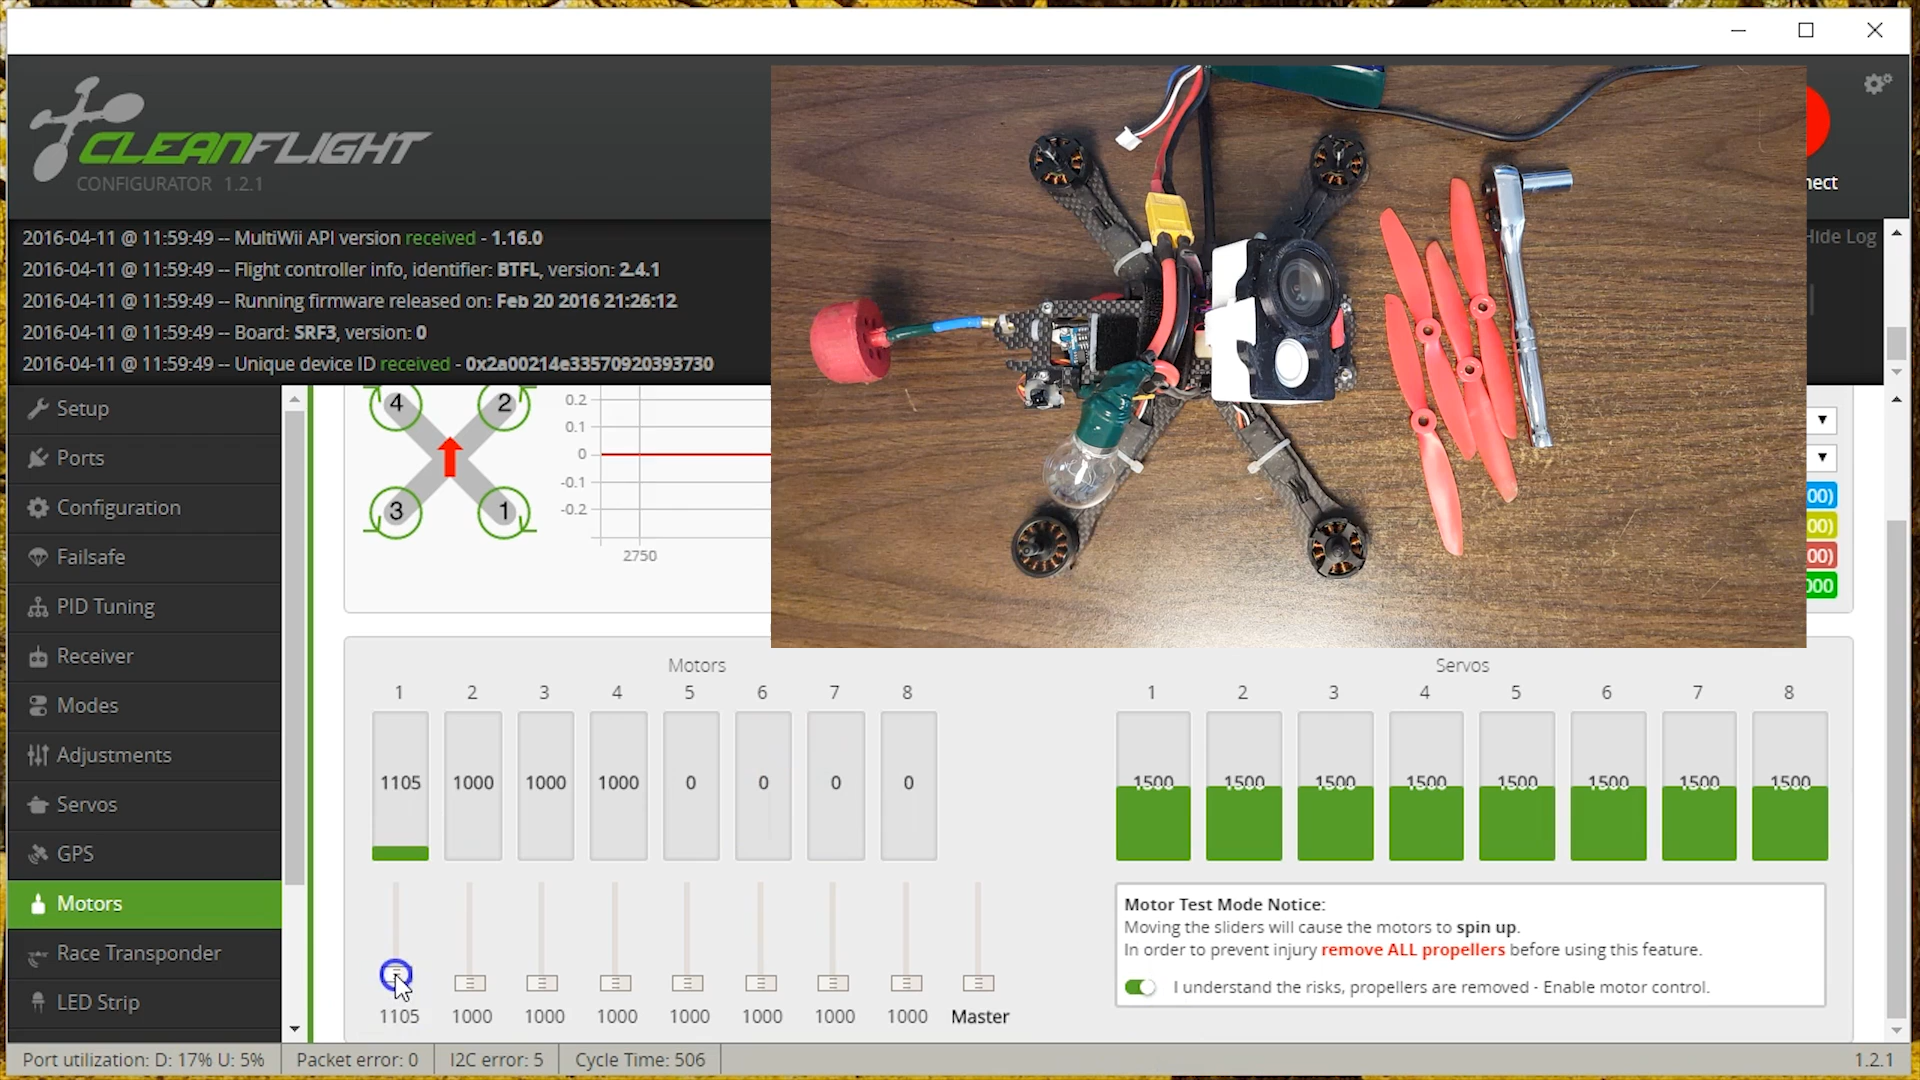 CLEANFLIGHT
CONFIGURATOR 1.2.1
nect
2016-04-11 @ 11:59:49 -- MultiWii API version received - 1.16.0
Hide Log
2016-04-11 @ 11:59:49 -- Flight controller info, identifier: BTFL, version: 2.4.1
2016-04-11 @ 11:59:49 -- Running firmware released on: Feb 20 2016 21:26:12
2016-04-11 @ 11:59:49 -- Board: SRF3, version: 0
2016-04-11 @ 11:59:49 -- Unique device ID received - 0x2a00214e33570920393730
Setup
Ports
Configuration
Failsafe
PID Tuning
Receiver
Modes
Adjustments
Servos
GPS
Motors
Race Transponder
LED Strip
4 2
3 1
0.2
0.1
0
-0.1
-0.2
2750
00)
00)
00)
000
Motors
1 2 3 4 5 6 7 8
1105 1000 1000 1000 0 0 0 0
1105 1000 1000 1000 1000 1000 1000 1000 Master
Servos
1 2 3 4 5 6 7 8
1500 1500 1500 1500 1500 1500 1500 1500
Motor Test Mode Notice:
Moving the sliders will cause the motors to spin up.
In order to prevent injury remove ALL propellers before using this feature.
I understand the risks, propellers are removed - Enable motor control.
Port utilization: D: 17% U: 5% Packet error: 0 I2C error: 5 Cycle Time: 506 1.2.1